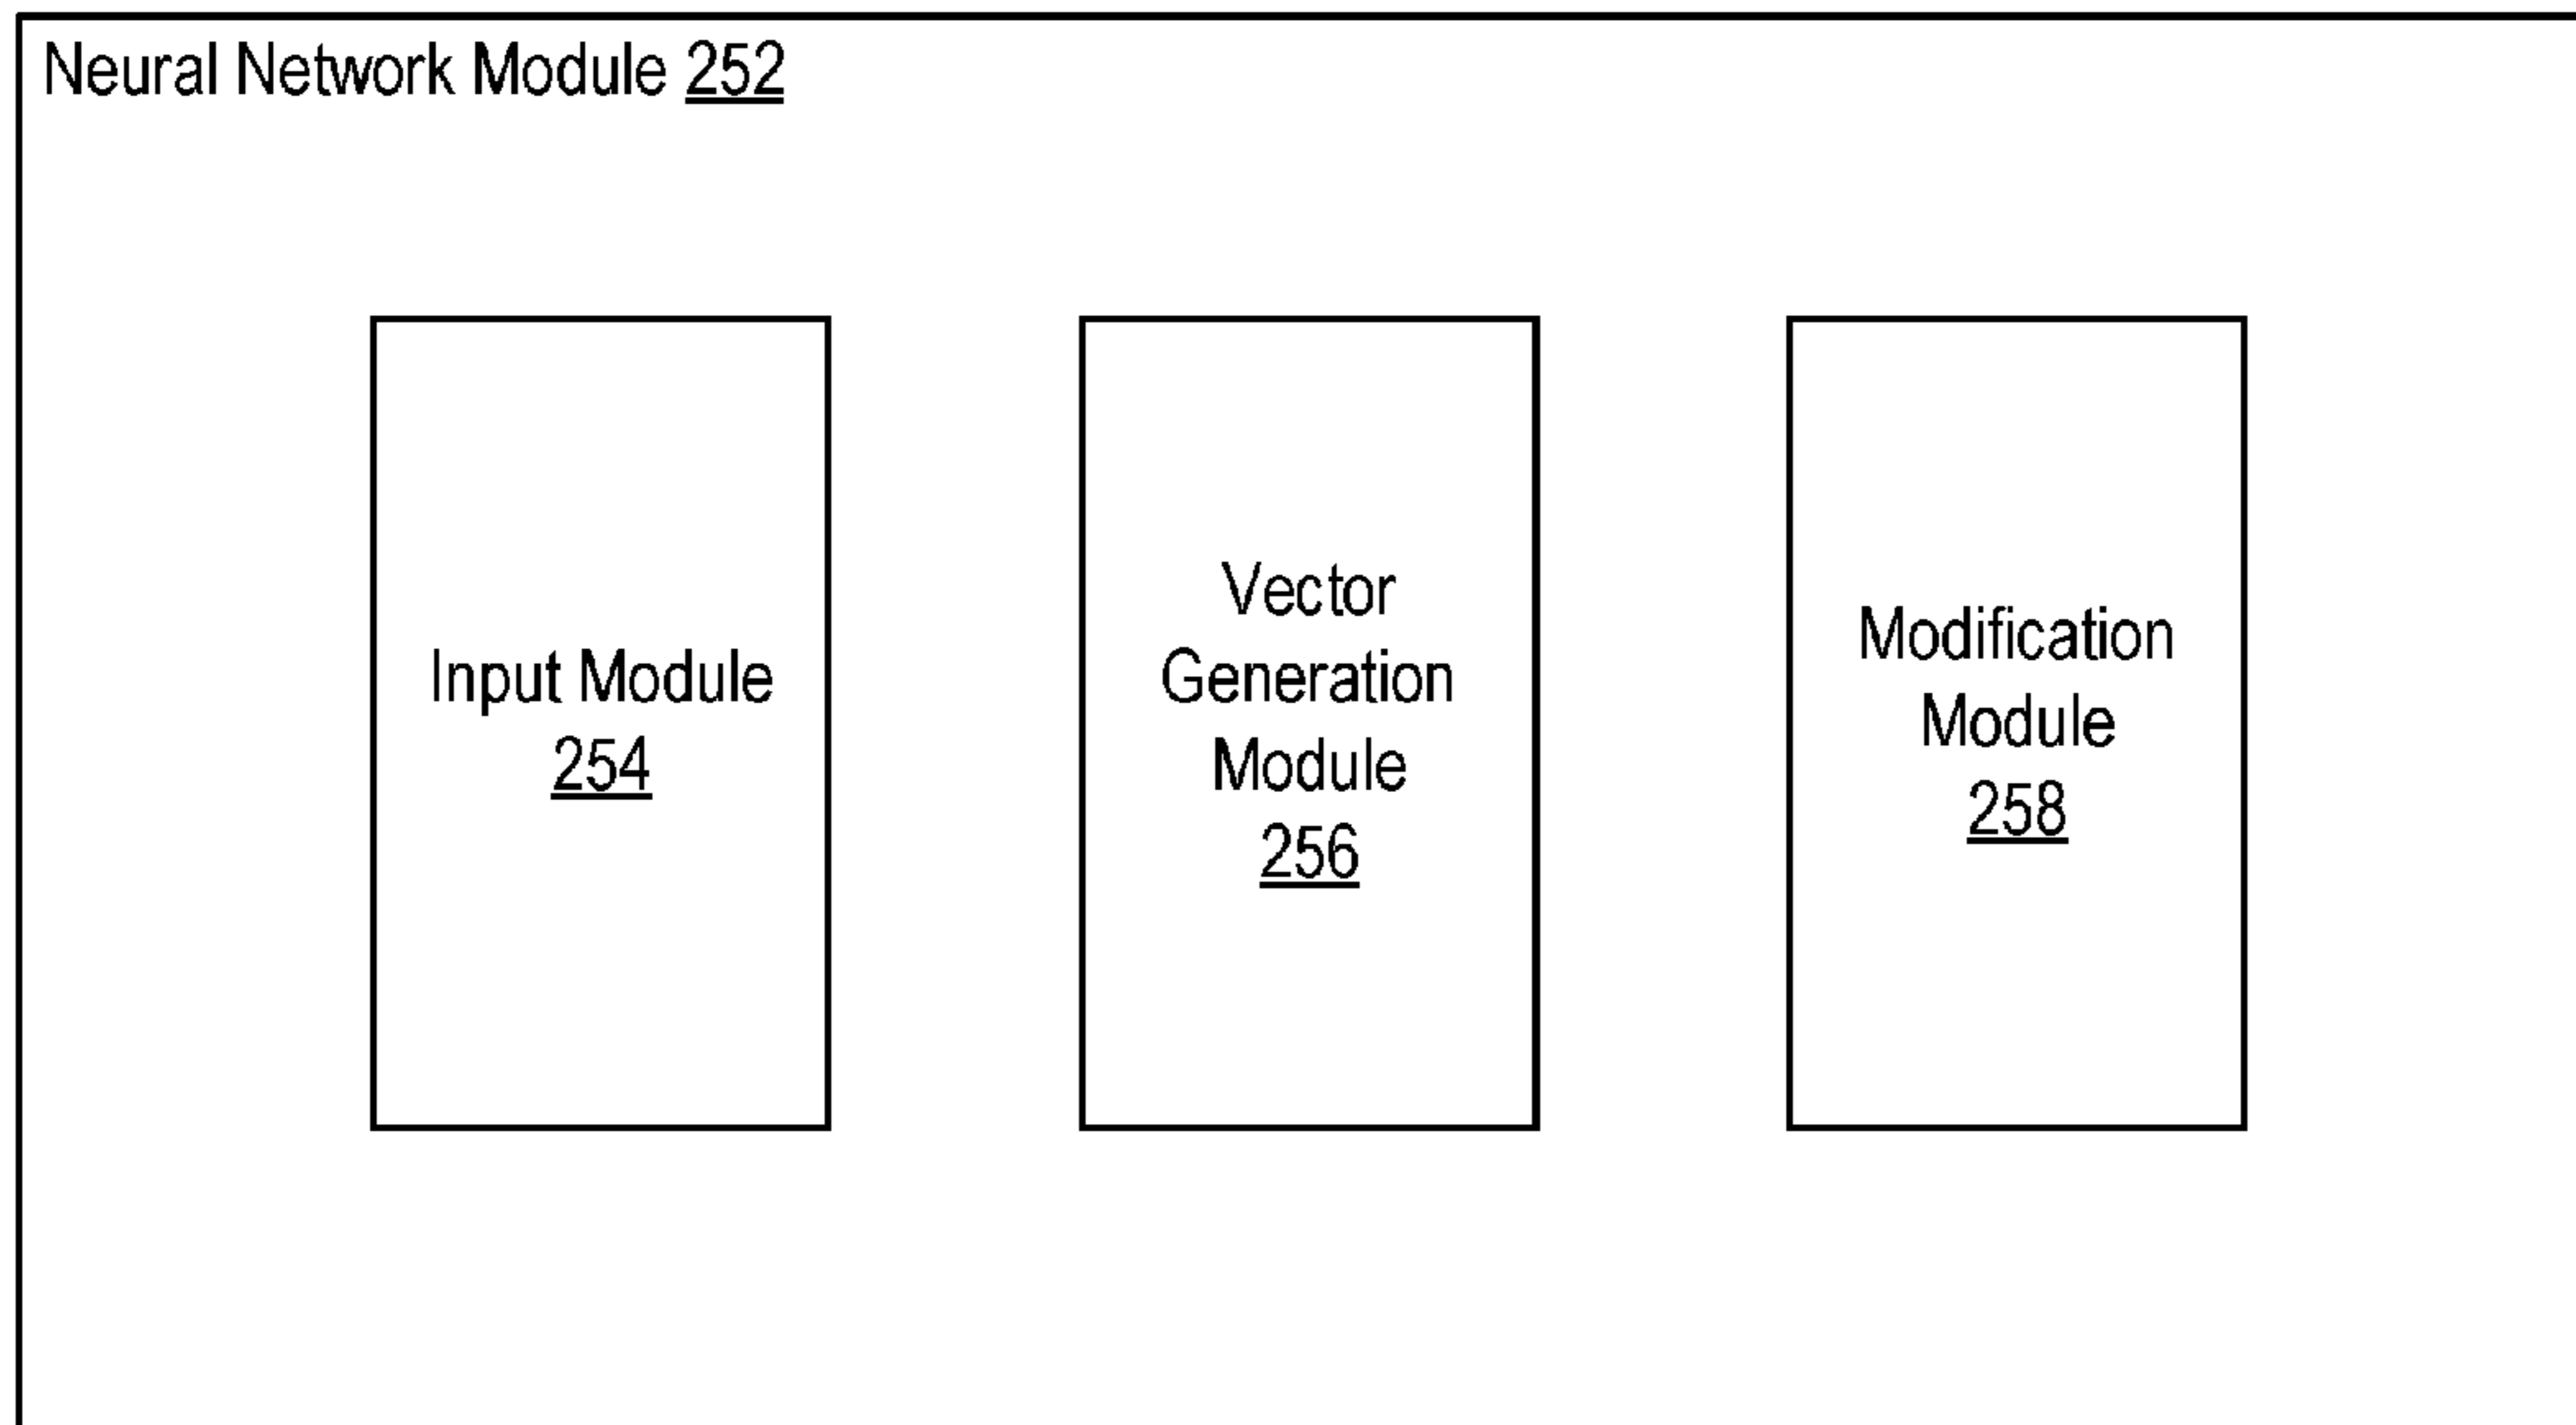 Neural Network Module 252
Input Module
254
Vector
Generation
Module
256
Modification
Module
258